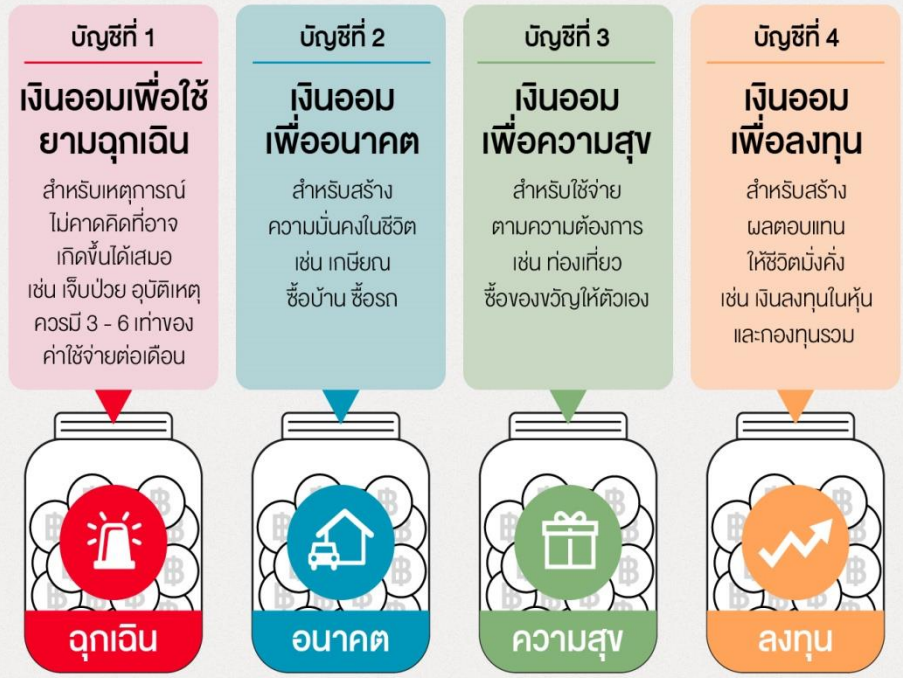 บัญชีที่ 1
เงินออมเพื่อใช้
ยามฉุกเฉิน
สำหรับเหตุการณ์
ไม่คาดคิดที่อาจ
เกิดขึ้นได้เสมอ
เช่น เจ็บป่วย อุบัติเหตุ
ควรมี 3 - 6 เท่าของ
ค่าใช้จ่ายต่อเดือน
ฉุกเฉิน
บัญชีที่ 2
เงินออม
เพื่ออนาคต
สำหรับสร้าง
ความมั่นคงในชีวิต
เช่น เกษียณ
ซื้อบ้าน ซื้อรถ
อนาคต
บัญชีที่ 3
เงินออม
เพื่อความสุข
สำหรับใช้จ่าย
ตามความต้องการ
เช่น ท่องเที่ยว
ซื้อของขวัญให้ตัวเอง
ความสุข
บัญชีที่ 4
เงินออม
เพื่อลงทุน
สำหรับสร้าง
ผลตอบแทน
ให้ชีวิตมั่งคั่ง
เช่น เงินลงทุนในหุ้น
และกองทุนรวม
ลงทุน